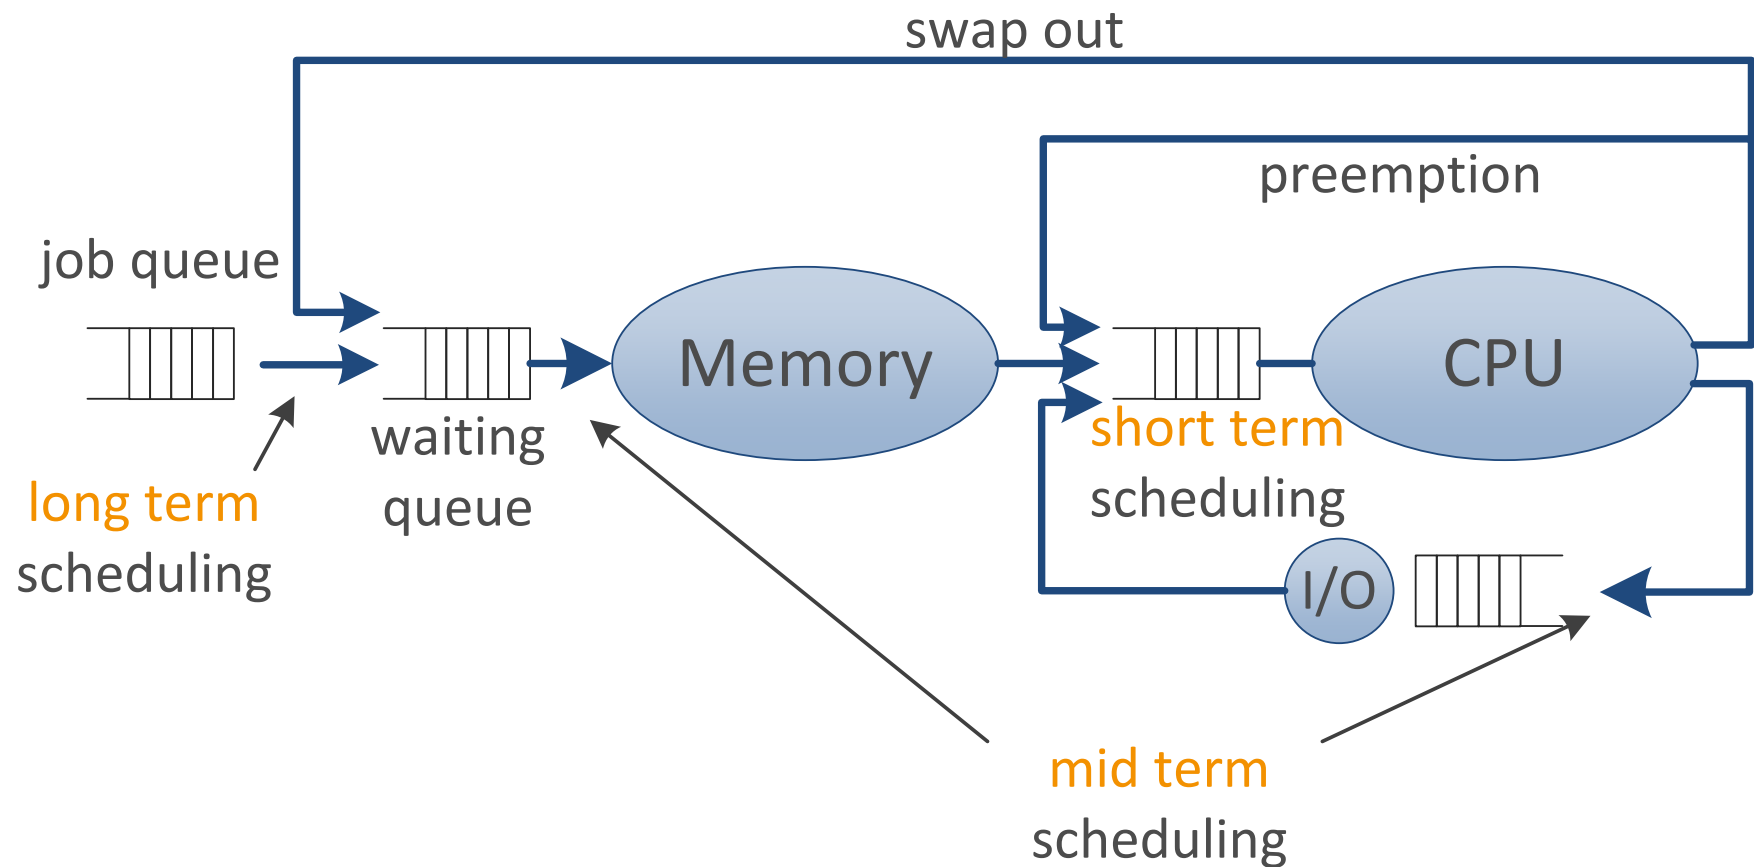 swap out
preemption
job queue
Memory
CPU
waiting
queue
short term
scheduling
long term
scheduling
I/O
mid term
scheduling